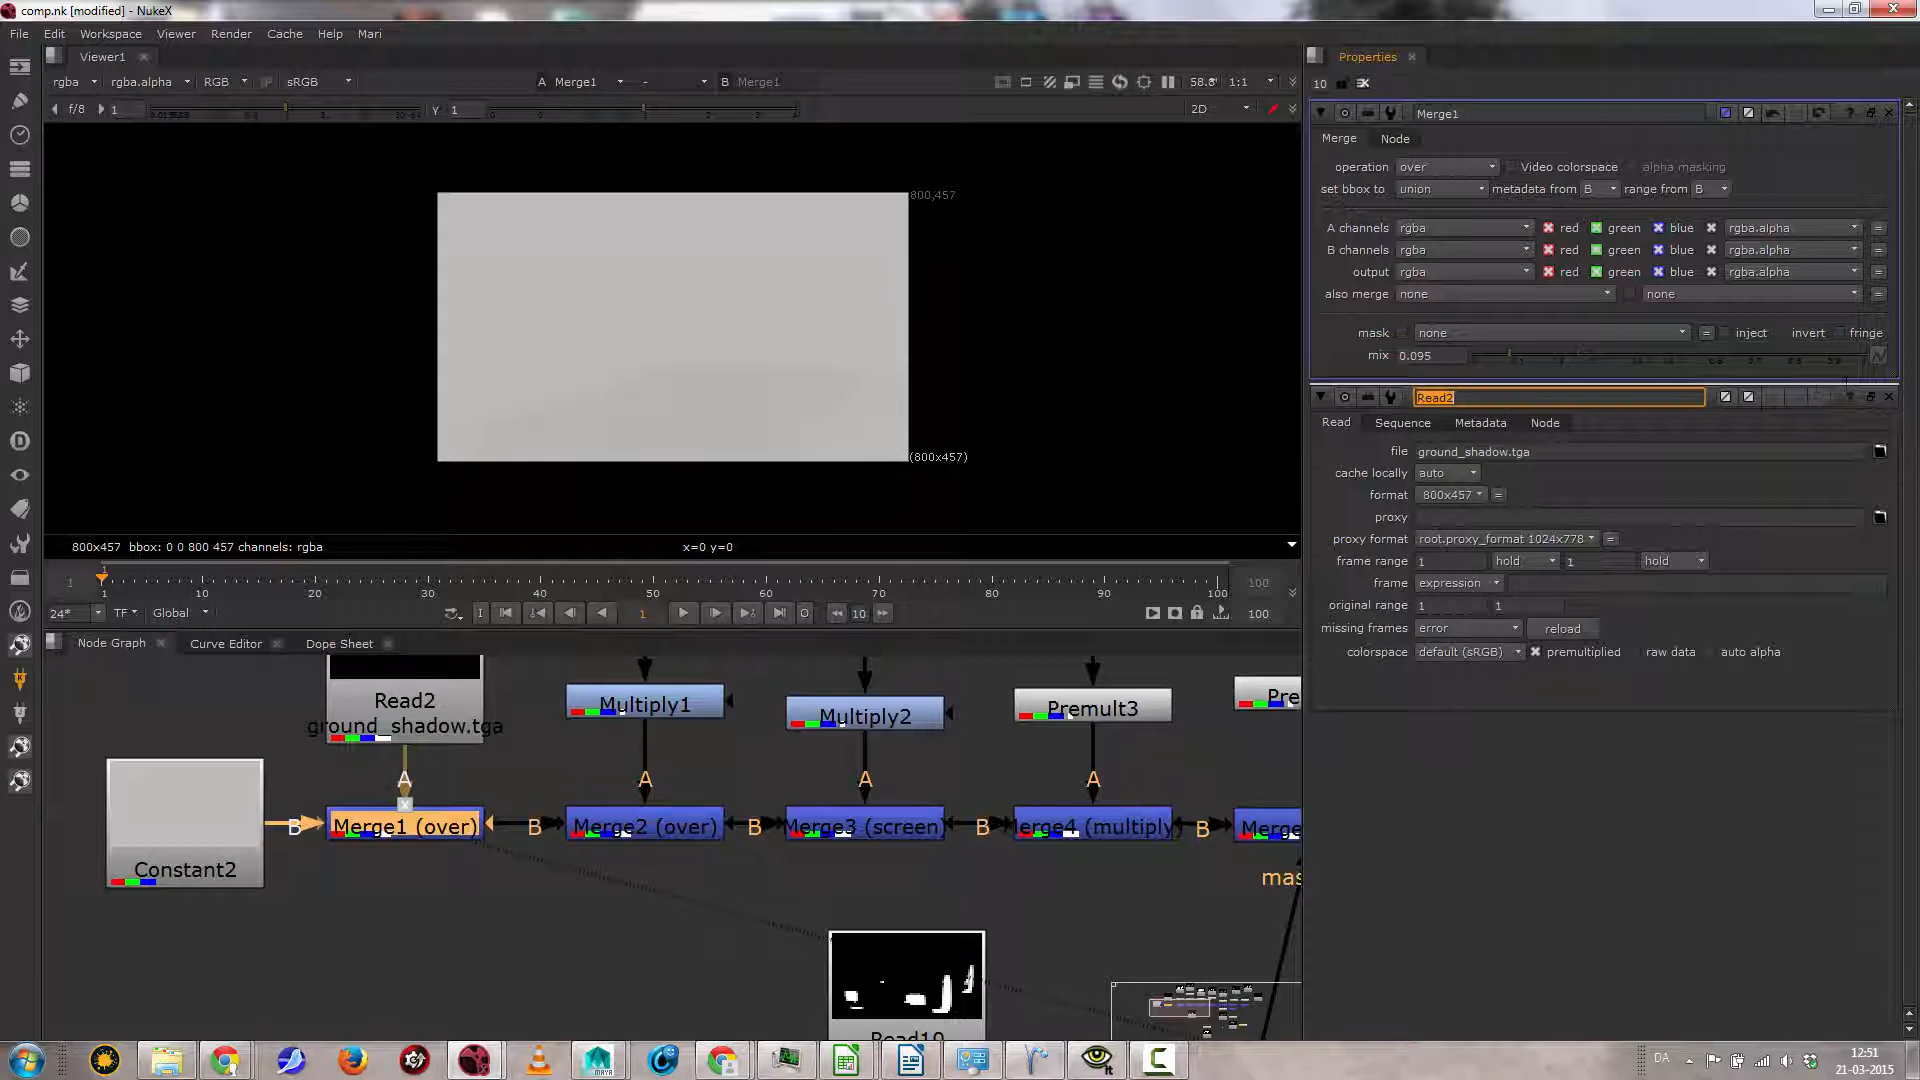 comp.nk [modified] - NukeX
File Edit Workspace Viewer Render Cache Help Mari
Viewer1
rgba rgba.alpha RGB IP sRGB A Merge1 - B Merge1 58.8 1:1
f/8 1 Y 1 2D
800,457
(800x457)
800x457 bbox: 0 0 800 457 channels: rgba x=0 y=0
1
1 1 10 20 30 40 50 60 70 80 90 100 100
24* TF Global I 1 O 10 100
Node Graph Curve Editor Dope Sheet
Read2
ground_shadow.tga
Multiply1
Multiply2
Premult3
Pre
A A A A
B Merge1 (over) B Merge2 (over) B Merge3 (screen) B Merge4 (multiply) B Merge
Constant2
mas
Read10
Properties
10
Merge1
Merge Node
operation over Video colorspace alpha masking
set bbox to union metadata from B range from B
A channels rgba red green blue rgba.alpha =
B channels rgba red green blue rgba.alpha =
output rgba red green blue rgba.alpha =
also merge none none =
mask none = inject invert fringe
mix 0.095
Read2
Read Sequence Metadata Node
file ground_shadow.tga
cache locally auto
format 800x457 =
proxy
proxy format root.proxy_format 1024x778 =
frame range 1 hold 1 hold
frame expression
original range 1 1
missing frames error reload
colorspace default (sRGB) premultiplied raw data auto alpha
MAYA
it
DA
12:51
21-03-2015